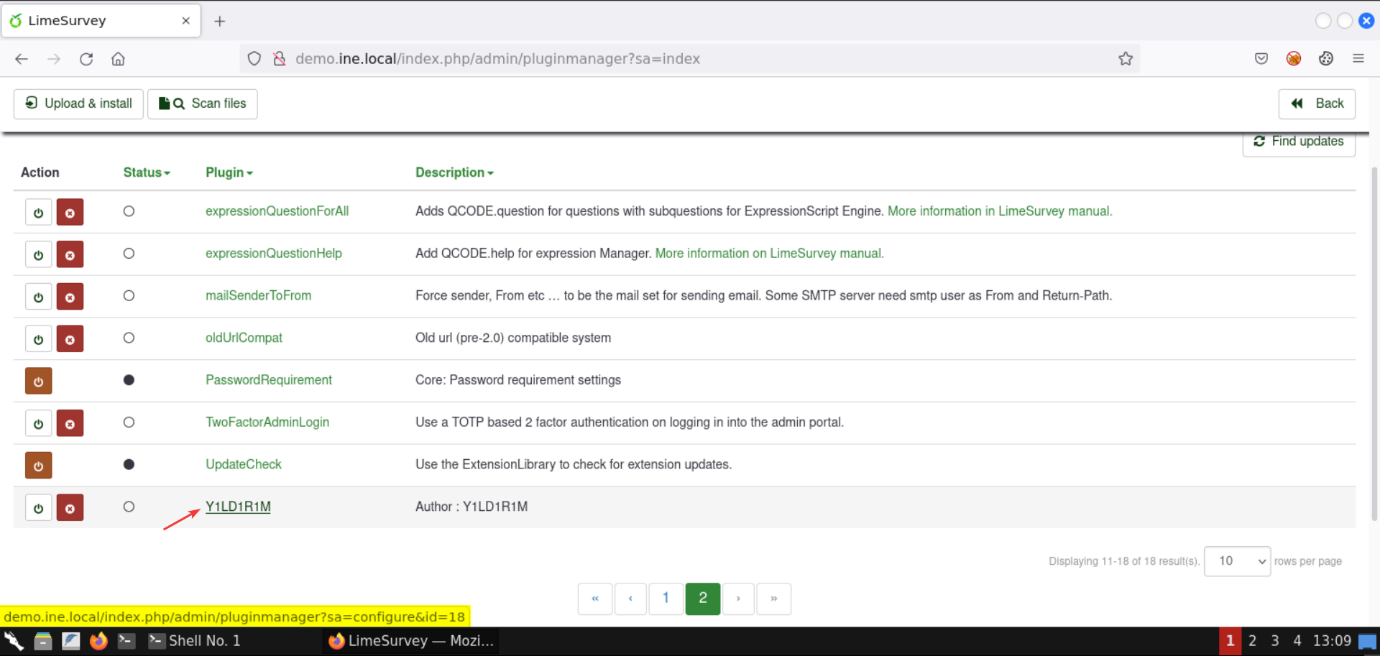 LimeSurvey
demo.ine.local/index.php/admin/pluginmanager?sa=index
Upload & install Scan files Back
Find updates
Action Status Plugin Description
expressionQuestionForAll Adds QCODE.question for questions with subquestions for ExpressionScript Engine. More information in LimeSurvey manual.
expressionQuestionHelp Add QCODE.help for expression Manager. More information on LimeSurvey manual.
mailSenderToFrom Force sender, From etc … to be the mail set for sending email. Some SMTP server need smtp user as From and Return-Path.
oldUrlCompat Old url (pre-2.0) compatible system
PasswordRequirement Core: Password requirement settings
TwoFactorAdminLogin Use a TOTP based 2 factor authentication on logging in into the admin portal.
UpdateCheck Use the ExtensionLibrary to check for extension updates.
Y1LD1R1M Author : Y1LD1R1M
Displaying 11-18 of 18 result(s). 10 rows per page
« ‹ 1 2 › »
demo.ine.local/index.php/admin/pluginmanager?sa=configure&id=18
Shell No. 1 LimeSurvey — Mozi... 1 2 3 4 13:09